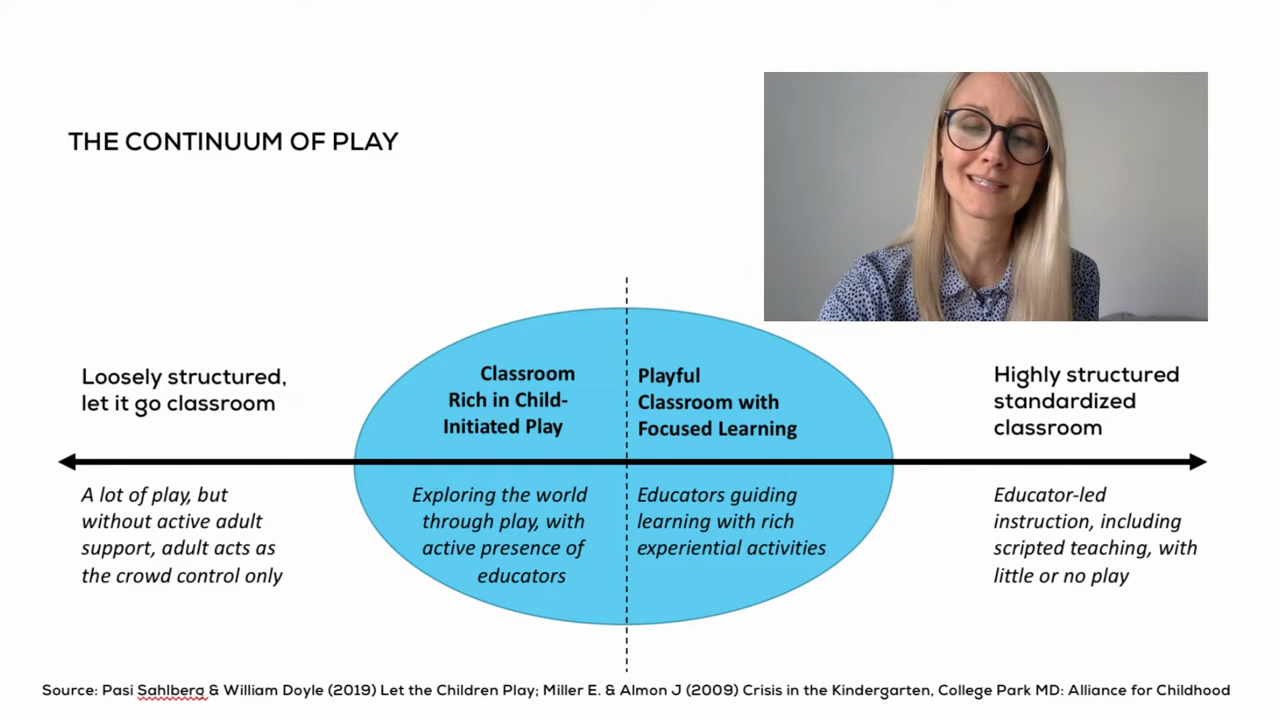 THE CONTINUUM OF PLAY
Loosely structured,
let it go classroom
A lot of play, but
without active adult
support, adult acts as
the crowd control only
Classroom
Rich in Child-
Initiated Play
Exploring the world
through play, with
active presence of
educators
Playful
Classroom with
Focused Learning
Educators guiding
learning with rich
experiential activities
Highly structured
standardized
classroom
Educator-led
instruction, including
scripted teaching, with
little or no play
Source: Pasi Sahlberg & William Doyle (2019) Let the Children Play; Miller E. & Almon J (2009) Crisis in the Kindergarten, College Park MD: Alliance for Childhood